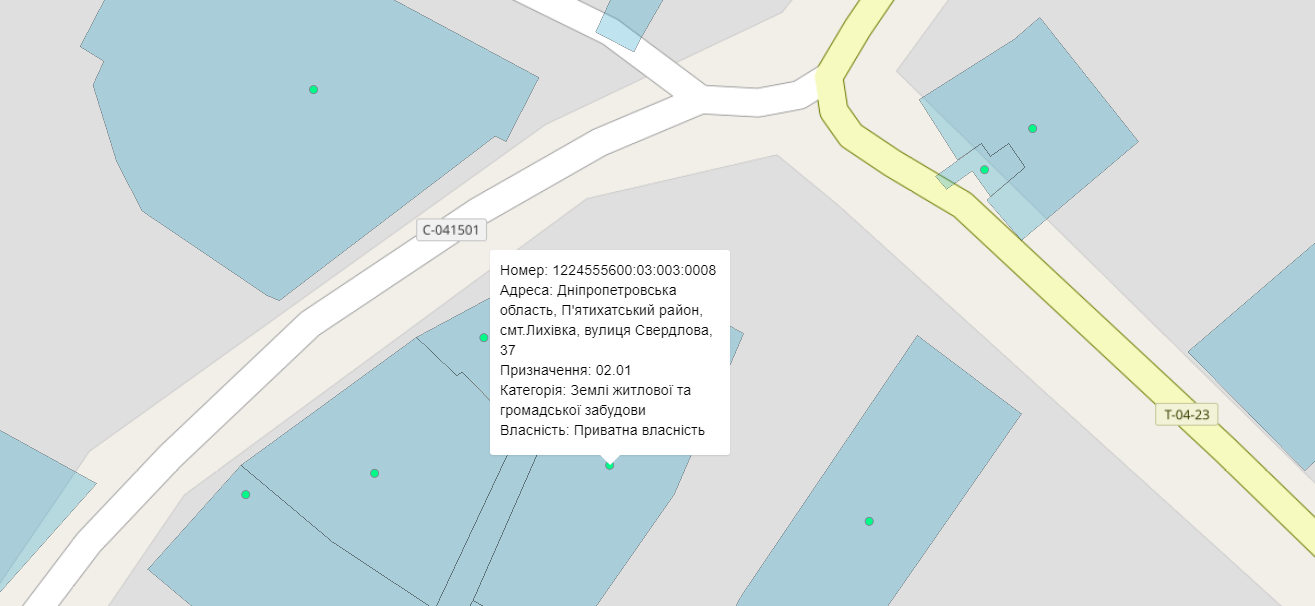 С-041501
Номер: 1224555600:03:003:0008
Адреса: Дніпропетровська
область, П'ятихатський район,
смт.Лихівка, вулиця Свердлова,
37
Призначення: 02.01
Категорія: Землі житлової та
громадської забудови
Власність: Приватна власність
Т-04-23